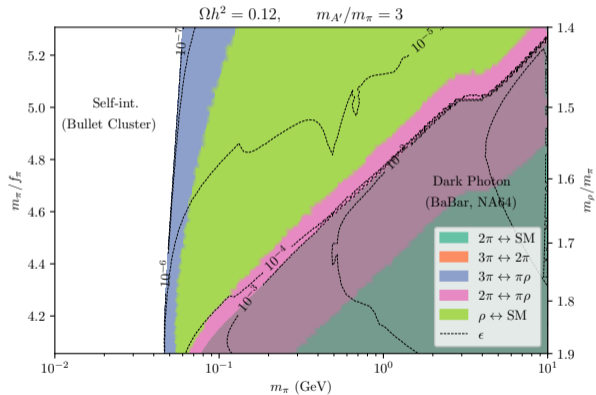 Ωh² = 0.12, m_A′/m_π = 3
m_π/f_π
5.2
5.0
4.8
4.6
4.4
4.2
Self-int.
(Bullet Cluster)
10⁻⁷
10⁻⁶
10⁻⁵
10⁻⁴
10⁻³
Dark Photon
(BaBar, NA64)
2π ↔ SM
3π ↔ 2π
3π ↔ πρ
2π ↔ πρ
ρ ↔ SM
ϵ
1.4
1.5
1.6
1.7
1.8
1.9
m_ρ/m_π
10⁻² 10⁻¹ 10⁰ 10¹
m_π (GeV)